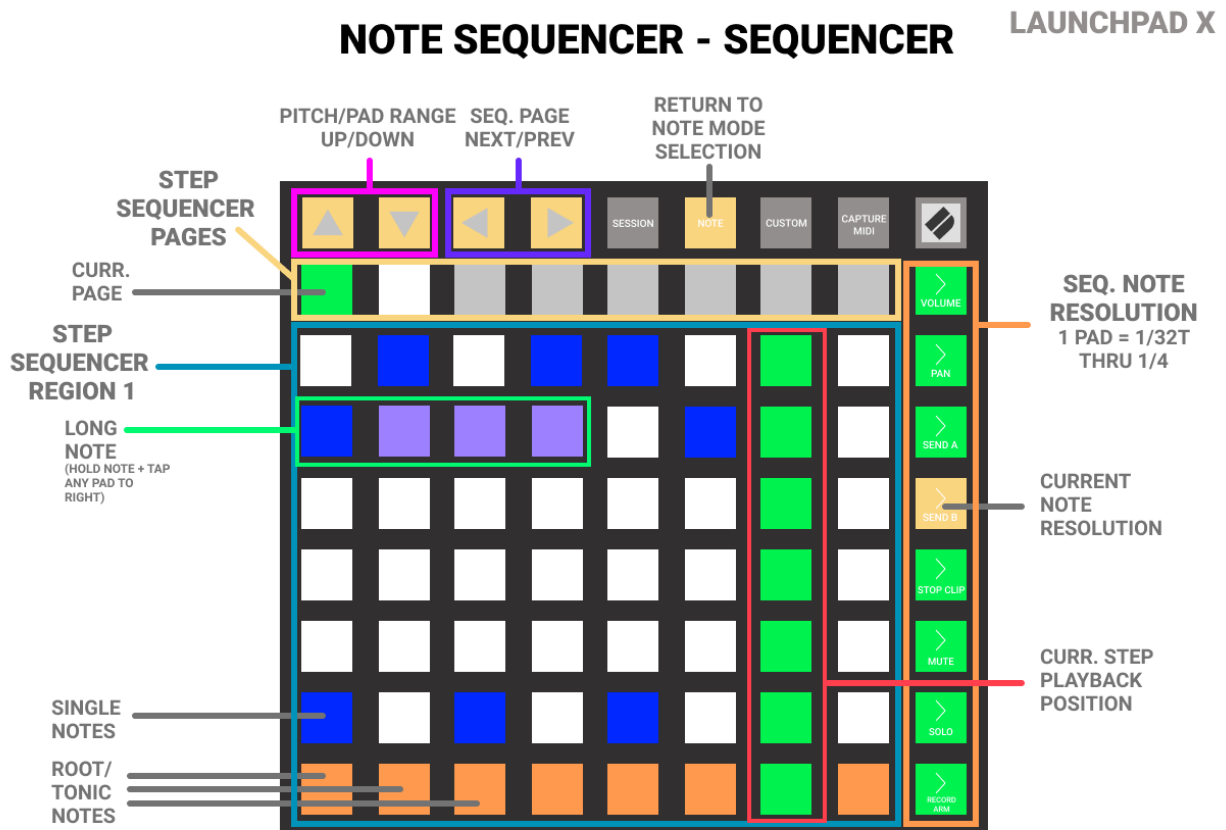 NOTE SEQUENCER - SEQUENCER
LAUNCHPAD X
PITCH/PAD RANGE
UP/DOWN
SEQ. PAGE
NEXT/PREV
RETURN TO
NOTE MODE
SELECTION
STEP
SEQUENCER
PAGES
SESSION
NOTE
CUSTOM
CAPTURE
MIDI
CURR.
PAGE
VOLUME
SEQ. NOTE
RESOLUTION
1 PAD = 1/32T
THRU 1/4
STEP
SEQUENCER
REGION 1
PAN
LONG
NOTE
(HOLD NOTE + TAP
ANY PAD TO
RIGHT)
SEND A
SEND B
CURRENT
NOTE
RESOLUTION
STOP CLIP
MUTE
CURR. STEP
PLAYBACK
POSITION
SINGLE
NOTES
SOLO
ROOT/
TONIC
NOTES
RECORD
ARM